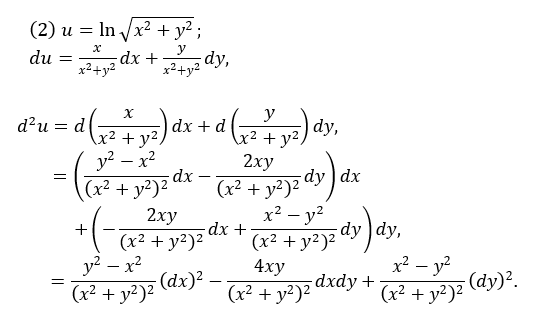 (2) u = ln √(x² + y²) ;
du = x/(x²+y²) dx + y/(x²+y²) dy,
d²u = d(x/(x² + y²)) dx + d(y/(x² + y²)) dy,
= ((y² − x²)/(x² + y²)² dx − 2xy/(x² + y²)² dy) dx
+ (− 2xy/(x² + y²)² dx + (x² − y²)/(x² + y²)² dy) dy,
= (y² − x²)/(x² + y²)² (dx)² − 4xy/(x² + y²)² dxdy + (x² − y²)/(x² + y²)² (dy)².